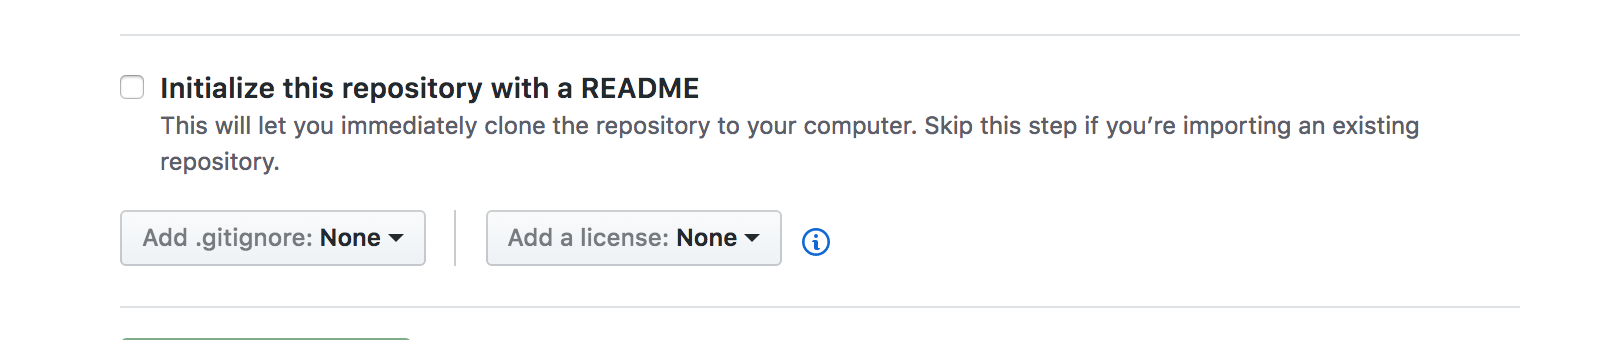 Initialize this repository with a README
This will let you immediately clone the repository to your computer. Skip this step if you’re importing an existing
repository.
Add .gitignore: None
Add a license: None